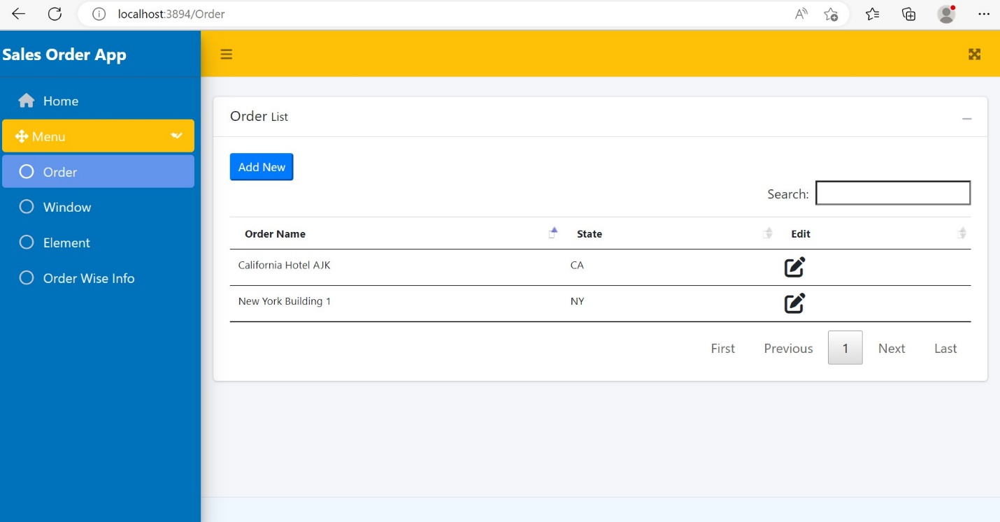 localhost:3894/Order
Sales Order App
Home
Menu
Order
Window
Element
Order Wise Info
Order List
Add New
Search:
Order Name State Edit
California Hotel AJK CA
New York Building 1 NY
First Previous 1 Next Last